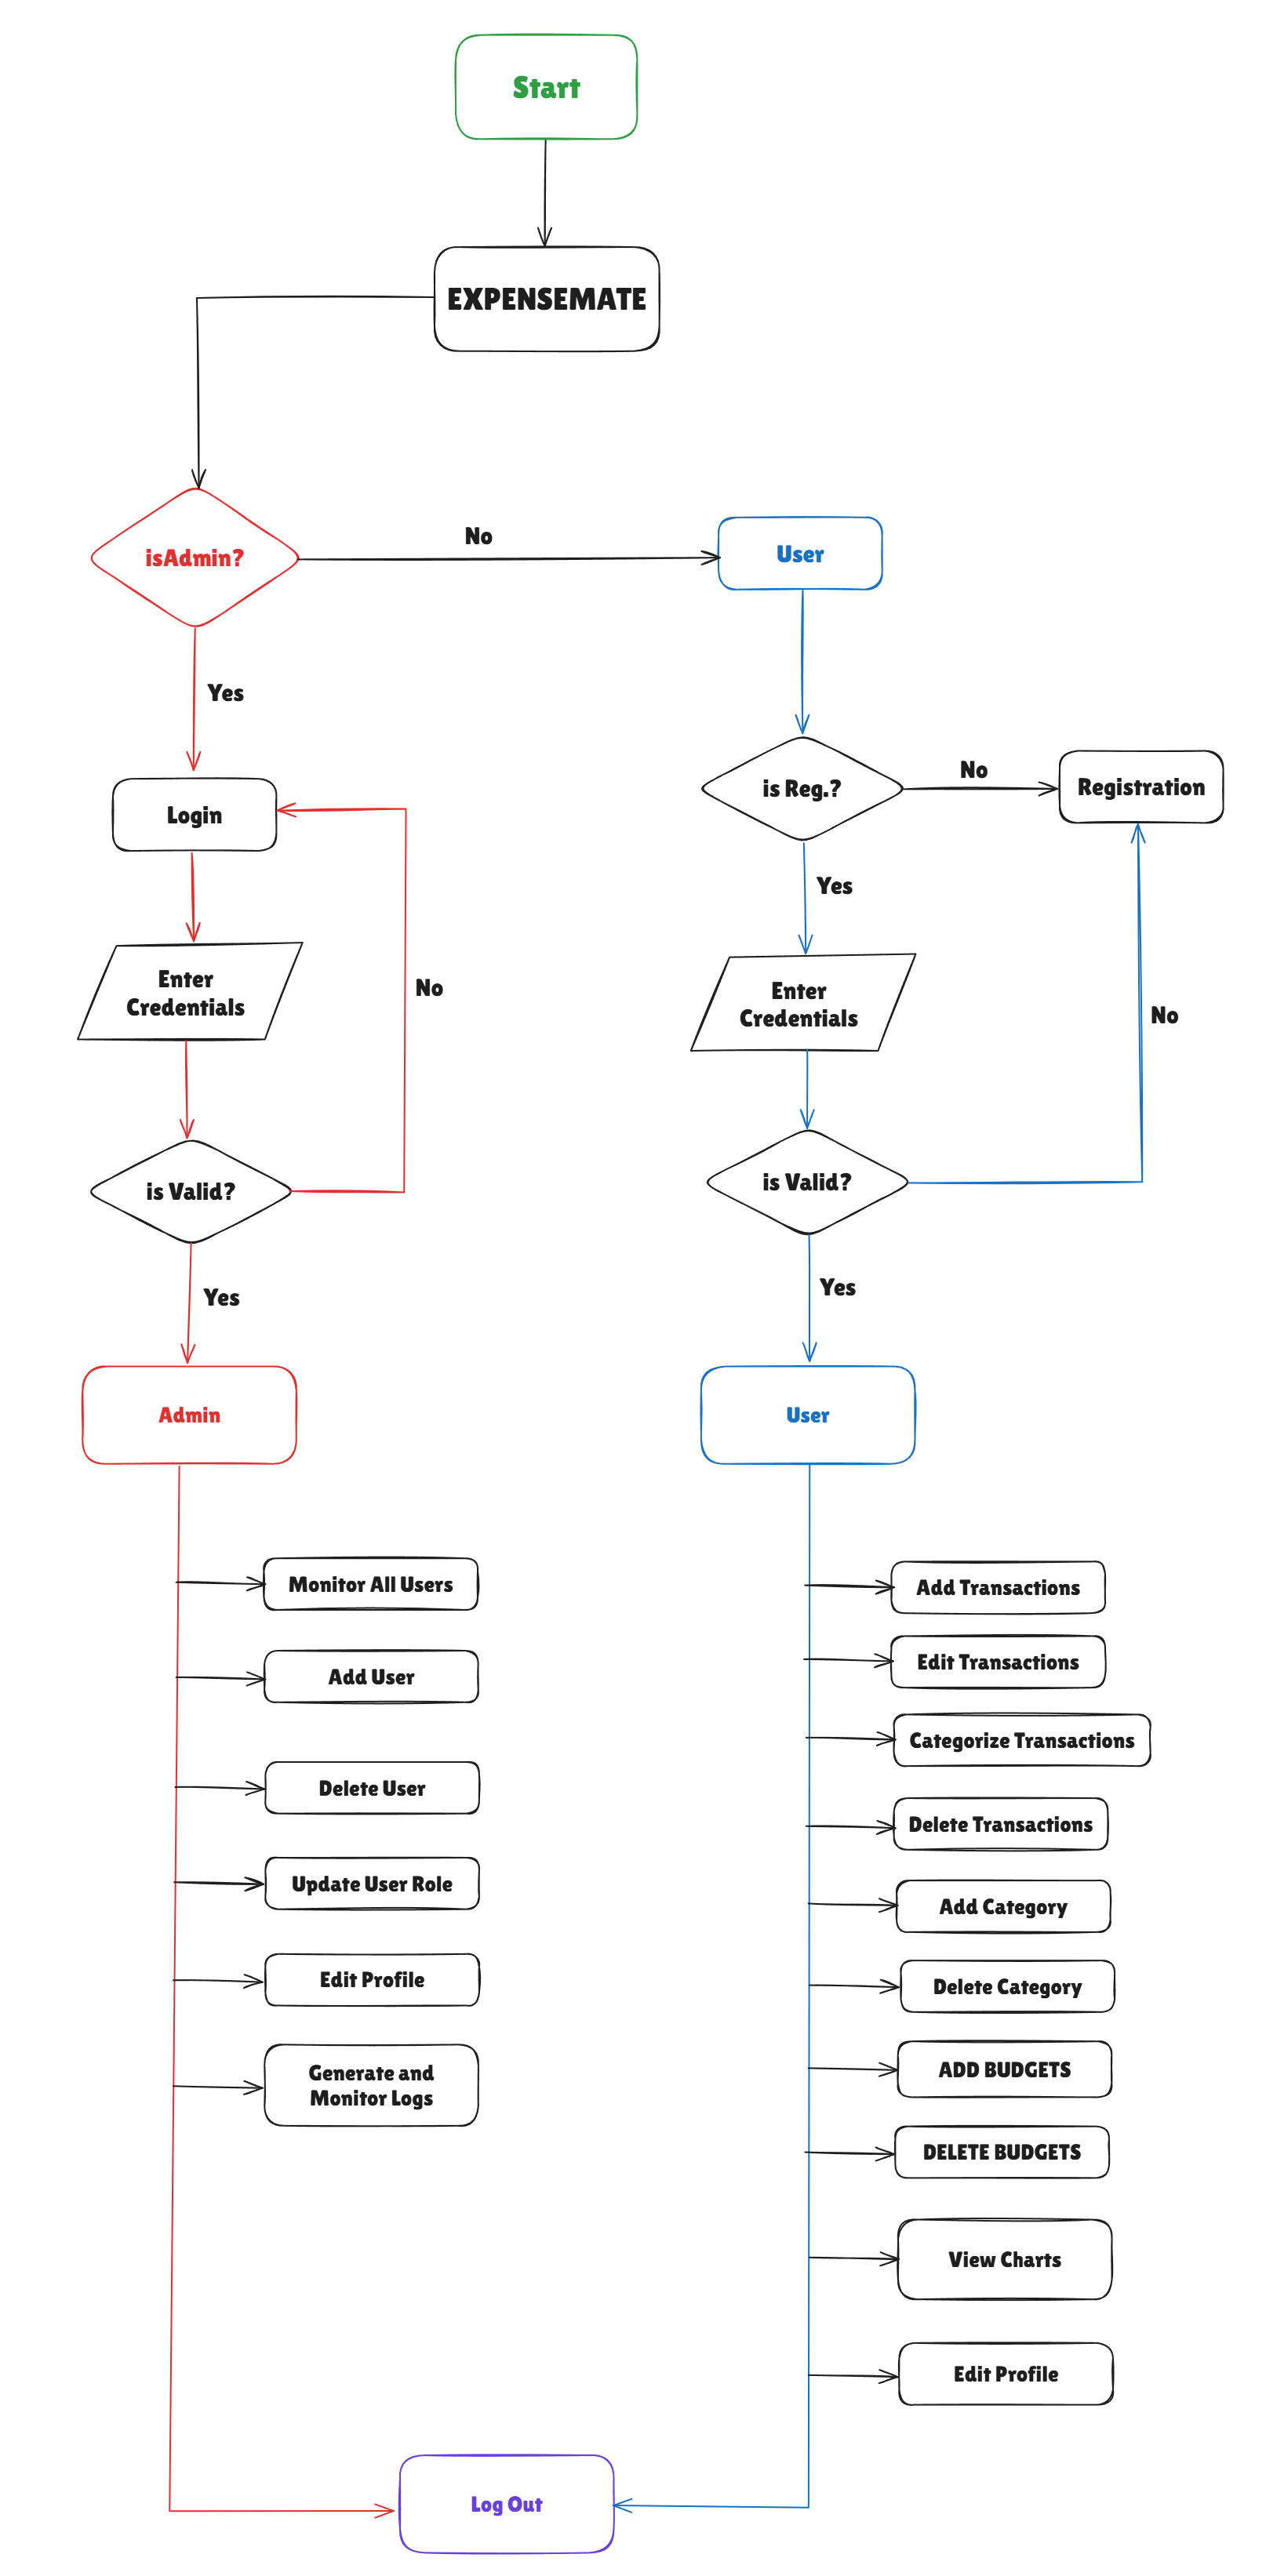 Start
EXPENSEMATE
isAdmin?
No
User
Yes
is Reg.?
No
Registration
Login
Yes
Enter
Credentials
No
Enter
Credentials
No
is Valid?
is Valid?
Yes
Yes
Admin
User
Monitor All Users
Add User
Delete User
Update User Role
Edit Profile
Generate and
Monitor Logs
Add Transactions
Edit Transactions
Categorize Transactions
Delete Transactions
Add Category
Delete Category
ADD BUDGETS
DELETE BUDGETS
View Charts
Edit Profile
Log Out